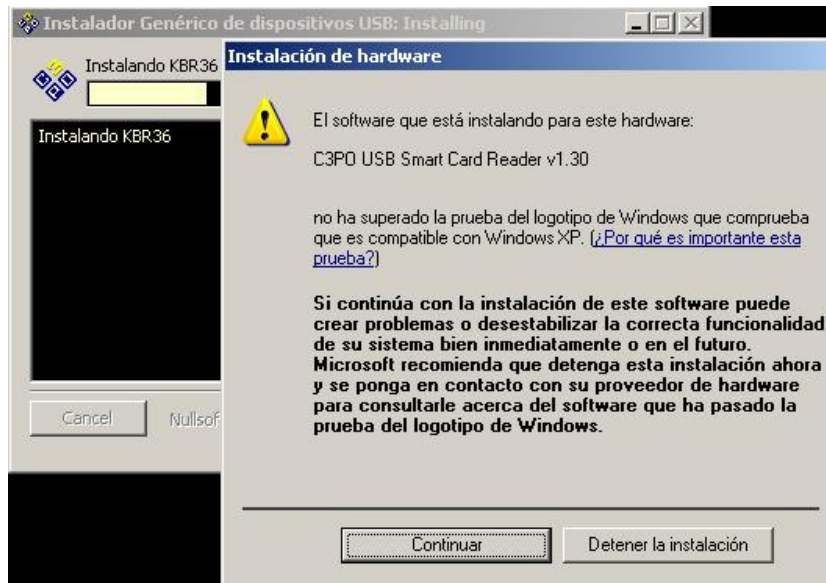 Instalador Genérico de dispositivos USB: Installing
Instalando KBR36
Instalando KBR36
Cancel
Nullsof
Instalación de hardware
El software que está instalando para este hardware:
C3PO USB Smart Card Reader v1.30
no ha superado la prueba del logotipo de Windows que comprueba
que es compatible con Windows XP. (¿Por qué es importante esta
prueba?)
Si continúa con la instalación de este software puede
crear problemas o desestabilizar la correcta funcionalidad
de su sistema bien inmediatamente o en el futuro.
Microsoft recomienda que detenga esta instalación ahora
y se ponga en contacto con su proveedor de hardware
para consultarle acerca del software que ha pasado la
prueba del logotipo de Windows.
Continuar
Detener la instalación